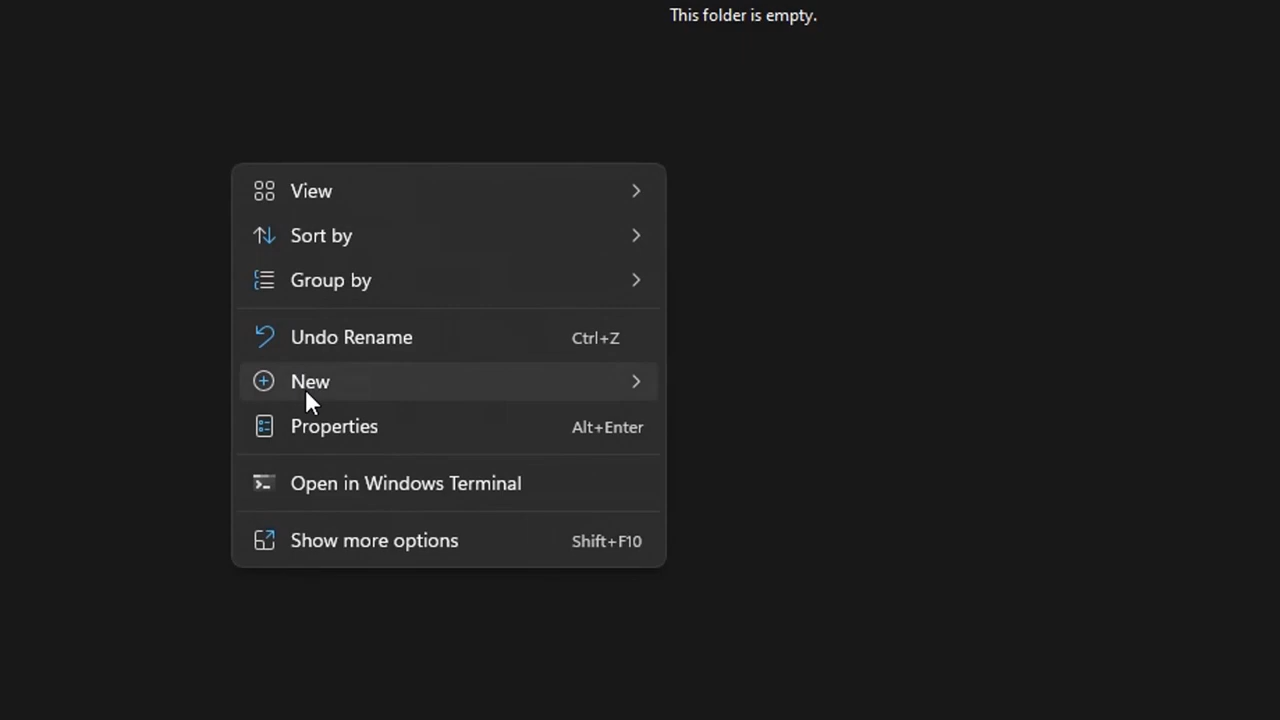 This folder is empty.
View
Sort by
Group by
Undo Rename Ctrl+Z
New
Properties Alt+Enter
Open in Windows Terminal
Show more options Shift+F10